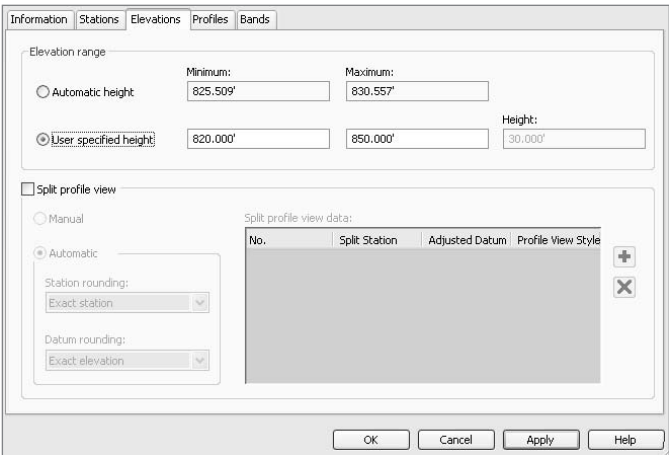 Information Stations Elevations Profiles Bands
Elevation range
Minimum: Maximum:
Automatic height 825.509' 830.557'
Height:
User specified height 820.000' 850.000' 30.000'
Split profile view
Manual Split profile view data:
No. Split Station Adjusted Datum Profile View Style
Automatic
Station rounding:
Exact station
Datum rounding:
Exact elevation
OK Cancel Apply Help